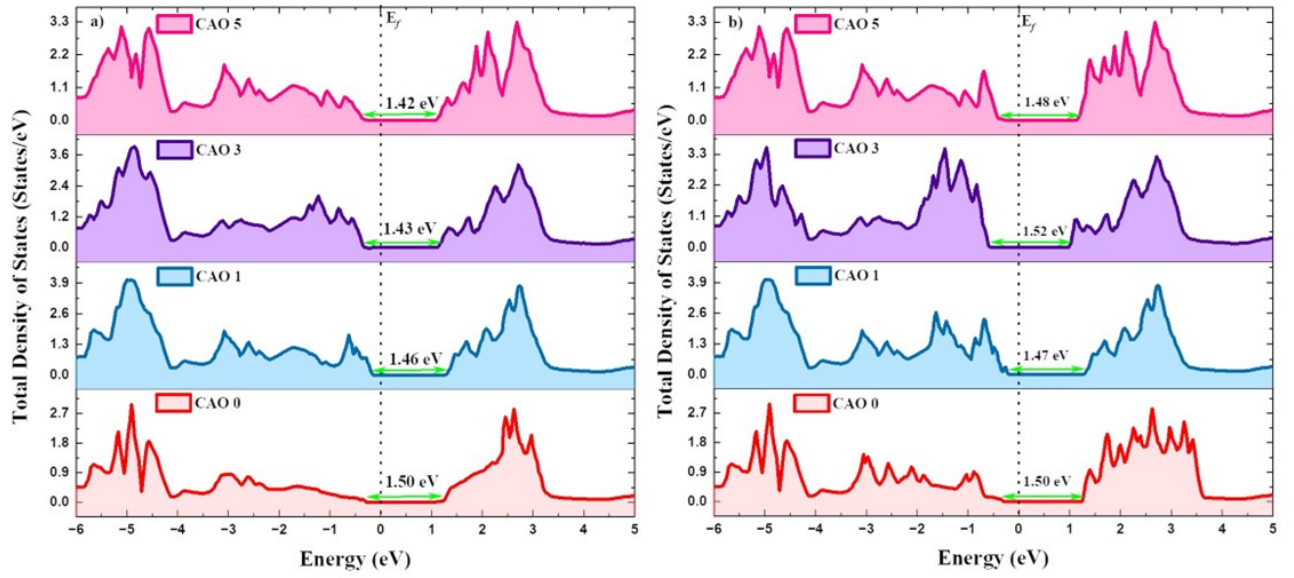 a)
E_f
CAO 5
3.3
2.2
1.1
0.0
1.42 eV
CAO 3
3.6
2.4
1.2
0.0
1.43 eV
CAO 1
3.9
2.6
1.3
0.0
1.46 eV
CAO 0
2.7
1.8
0.9
0.0
1.50 eV
−6 −5 −4 −3 −2 −1 0 1 2 3 4 5
Energy (eV)
Total Density of States (States/eV)
b)
E_f
CAO 5
3.3
2.2
1.1
0.0
1.48 eV
CAO 3
3.3
2.2
1.1
0.0
1.52 eV
CAO 1
3.9
2.6
1.3
0.0
1.47 eV
CAO 0
2.7
1.8
0.9
0.0
1.50 eV
−6 −5 −4 −3 −2 −1 0 1 2 3 4 5
Energy (eV)
Total Density of States (States/eV)